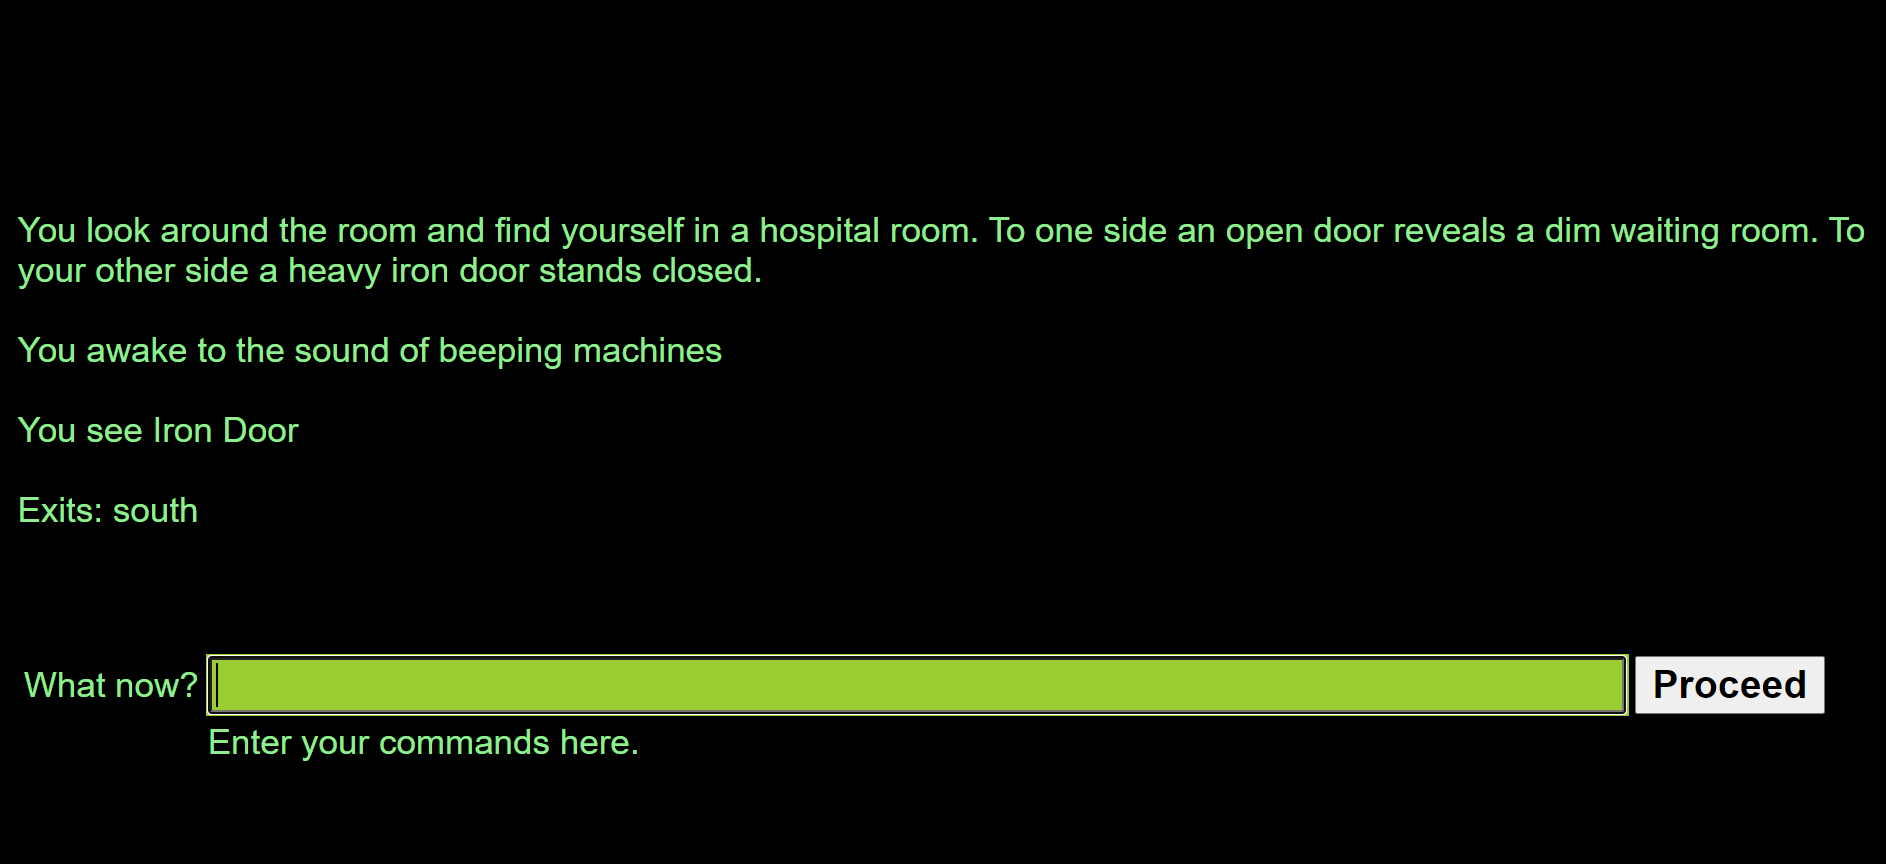 You look around the room and find yourself in a hospital room. To one side an open door reveals a dim waiting room. To
your other side a heavy iron door stands closed.
You awake to the sound of beeping machines
You see Iron Door
Exits: south
What now? Proceed
Enter your commands here.